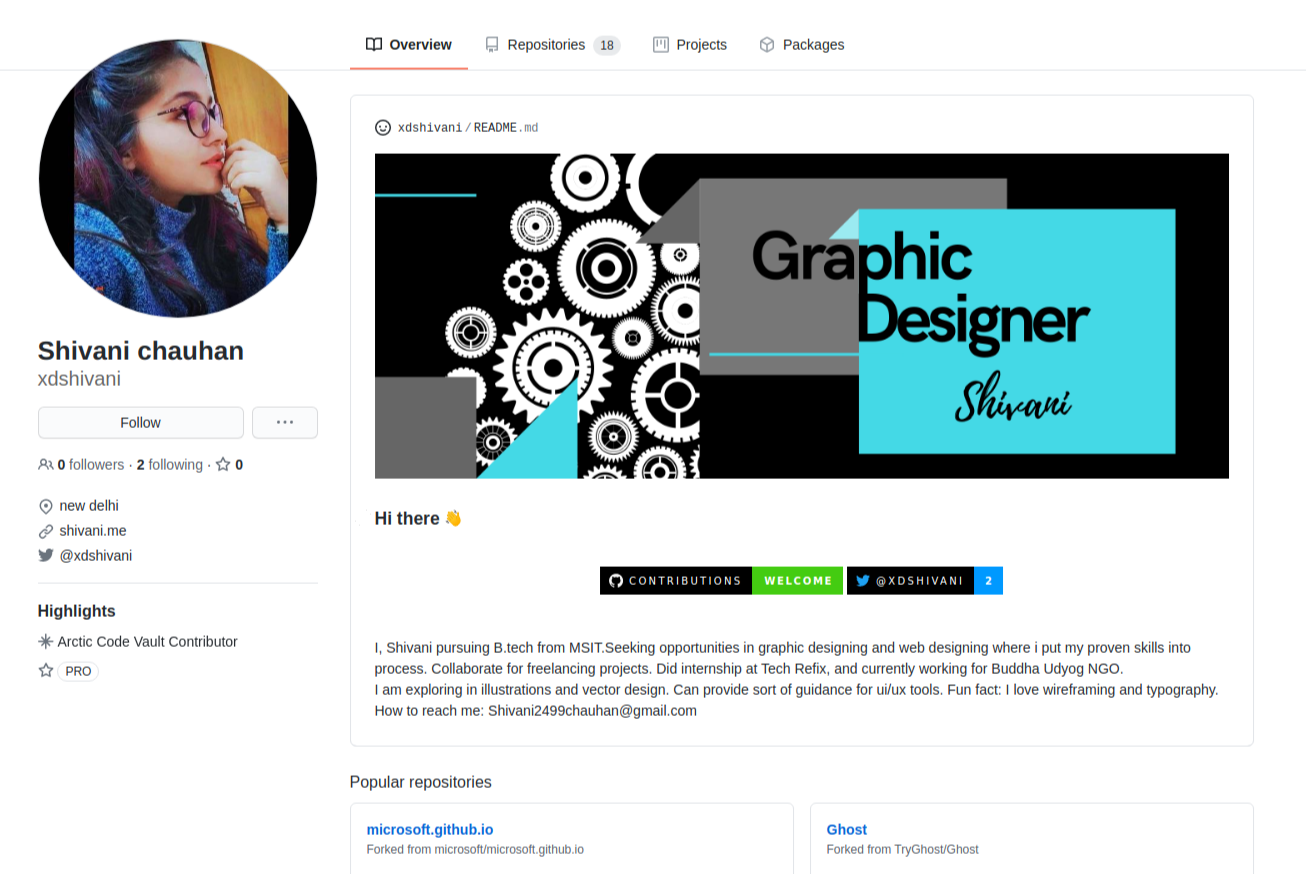 Overview Repositories 18 Projects Packages
Shivani chauhan
xdshivani
Follow ...
0 followers · 2 following · 0
new delhi
shivani.me
@xdshivani
Highlights
Arctic Code Vault Contributor
PRO
xdshivani / README.md
Graphic
Designer
Shivani
Hi there 👋
CONTRIBUTIONS WELCOME @XDSHIVANI 2
I, Shivani pursuing B.tech from MSIT.Seeking opportunities in graphic designing and web designing where i put my proven skills into
process. Collaborate for freelancing projects. Did internship at Tech Refix, and currently working for Buddha Udyog NGO.
I am exploring in illustrations and vector design. Can provide sort of guidance for ui/ux tools. Fun fact: I love wireframing and typography.
How to reach me: Shivani2499chauhan@gmail.com
Popular repositories
microsoft.github.io
Forked from microsoft/microsoft.github.io
Ghost
Forked from TryGhost/Ghost